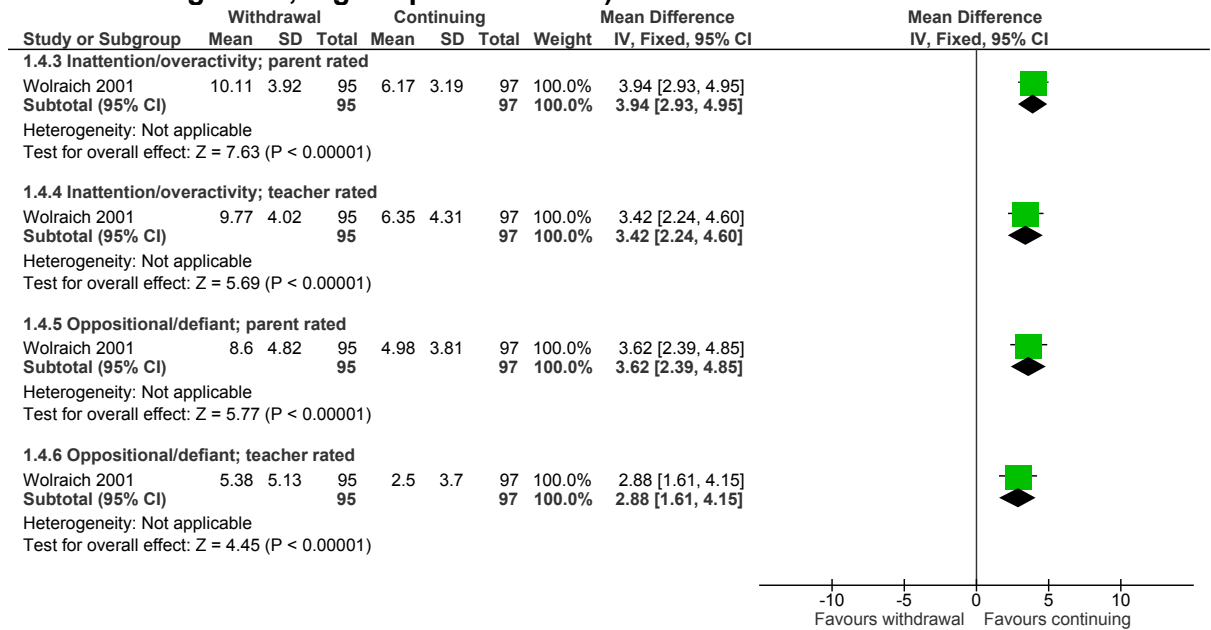 Withdrawal Continuing Mean Difference Mean Difference
Study or Subgroup Mean SD Total Mean SD Total Weight IV, Fixed, 95% CI IV, Fixed, 95% CI
1.4.3 Inattention/overactivity; parent rated
Wolraich 2001 10.11 3.92 95 6.17 3.19 97 100.0% 3.94 [2.93, 4.95]
Subtotal (95% CI) 95 97 100.0% 3.94 [2.93, 4.95]
Heterogeneity: Not applicable
Test for overall effect: Z = 7.63 (P < 0.00001)
1.4.4 Inattention/overactivity; teacher rated
Wolraich 2001 9.77 4.02 95 6.35 4.31 97 100.0% 3.42 [2.24, 4.60]
Subtotal (95% CI) 95 97 100.0% 3.42 [2.24, 4.60]
Heterogeneity: Not applicable
Test for overall effect: Z = 5.69 (P < 0.00001)
1.4.5 Oppositional/defiant; parent rated
Wolraich 2001 8.6 4.82 95 4.98 3.81 97 100.0% 3.62 [2.39, 4.85]
Subtotal (95% CI) 95 97 100.0% 3.62 [2.39, 4.85]
Heterogeneity: Not applicable
Test for overall effect: Z = 5.77 (P < 0.00001)
1.4.6 Oppositional/defiant; teacher rated
Wolraich 2001 5.38 5.13 95 2.5 3.7 97 100.0% 2.88 [1.61, 4.15]
Subtotal (95% CI) 95 97 100.0% 2.88 [1.61, 4.15]
Heterogeneity: Not applicable
Test for overall effect: Z = 4.45 (P < 0.00001)
-10 -5 0 5 10
Favours withdrawal Favours continuing